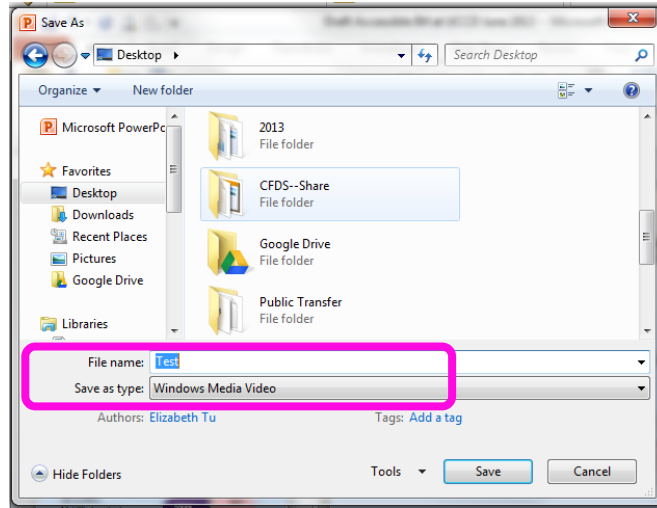 Save As
Desktop
Search Desktop
Organize New folder
Microsoft PowerPo
Favorites
Desktop
Downloads
Recent Places
Pictures
Google Drive
Libraries
2013
File folder
CFDS--Share
File folder
Google Drive
File folder
Public Transfer
File folder
File name: Test
Save as type: Windows Media Video
Authors: Elizabeth Tu Tags: Add a tag
Hide Folders Tools Save Cancel